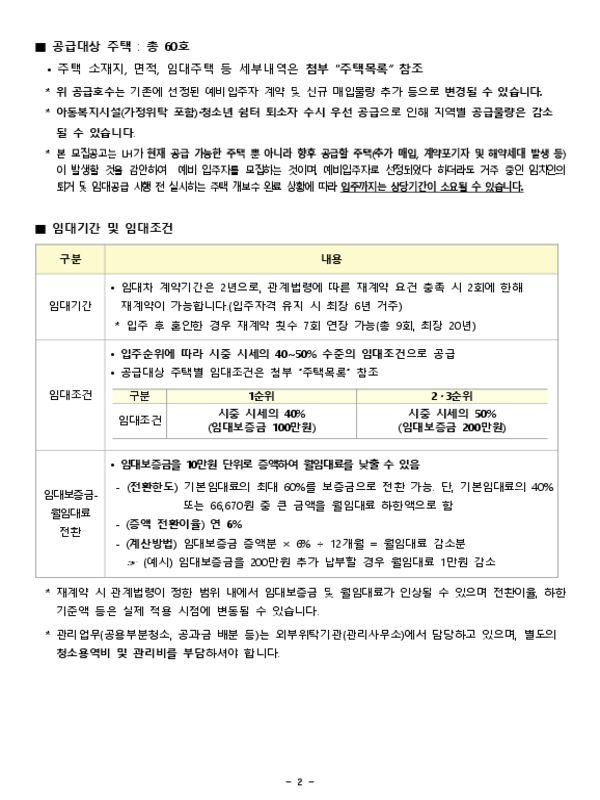 ■ 공급대상 주택 : 총 60호
• 주택 소재지, 면적, 임대주택 등 세부내역은 첨부 “주택목록” 참조
* 위 공급호수는 기존에 선정된 예비입주자 계약 및 신규 매입물량 추가 등으로 변경될 수 있습니다.
* 아동복지시설(가정위탁 포함)·청소년 쉼터 퇴소자 수시 우선 공급으로 인해 지역별 공급물량은 감소
될 수 있습니다.
* 본 모집공고는 LH가 현재 공급 가능한 주택 뿐 아니라 향후 공급할 주택(추가 매입, 계약포기자 및 해약세대 발생 등)
이 발생할 것을 감안하여 예비 입주자를 모집하는 것이며, 예비입주자로 선정되었다 하더라도 거주 중인 임차인의
퇴거 및 임대공급 시행 전 실시하는 주택 개보수 완료 상황에 따라 입주까지는 상당기간이 소요될 수 있습니다.
■ 임대기간 및 임대조건
구분 내용
임대기간
• 임대차 계약기간은 2년으로, 관계법령에 따른 재계약 요건 충족 시 2회에 한해
재계약이 가능합니다.(입주자격 유지 시 최장 6년 거주)
* 입주 후 혼인한 경우 재계약 횟수 7회 연장 가능(총 9회, 최장 20년)
임대조건
• 입주순위에 따라 시중 시세의 40~50% 수준의 임대조건으로 공급
• 공급대상 주택별 임대조건은 첨부 “주택목록” 참조
구분 1순위 2·3순위
임대조건 시중 시세의 40% 시중 시세의 50%
(임대보증금 100만원) (임대보증금 200만원)
임대보증금-
월임대료
전환
• 임대보증금을 10만원 단위로 증액하여 월임대료를 낮출 수 있음
- (전환한도) 기본임대료의 최대 60%를 보증금으로 전환 가능. 단, 기본임대료의 40%
또는 66,670원 중 큰 금액을 월임대료 하한액으로 함
- (증액 전환이율) 연 6%
- (계산방법) 임대보증금 증액분 × 6% ÷ 12개월 = 월임대료 감소분
☞ (예시) 임대보증금을 200만원 추가 납부할 경우 월임대료 1만원 감소
* 재계약 시 관계법령이 정한 범위 내에서 임대보증금 및 월임대료가 인상될 수 있으며 전환이율, 하한
기준액 등은 실제 적용 시점에 변동될 수 있습니다.
* 관리업무(공용부분청소, 공과금 배분 등)는 외부위탁기관(관리사무소)에서 담당하고 있으며, 별도의
청소용역비 및 관리비를 부담하셔야 합니다.
- 2 -